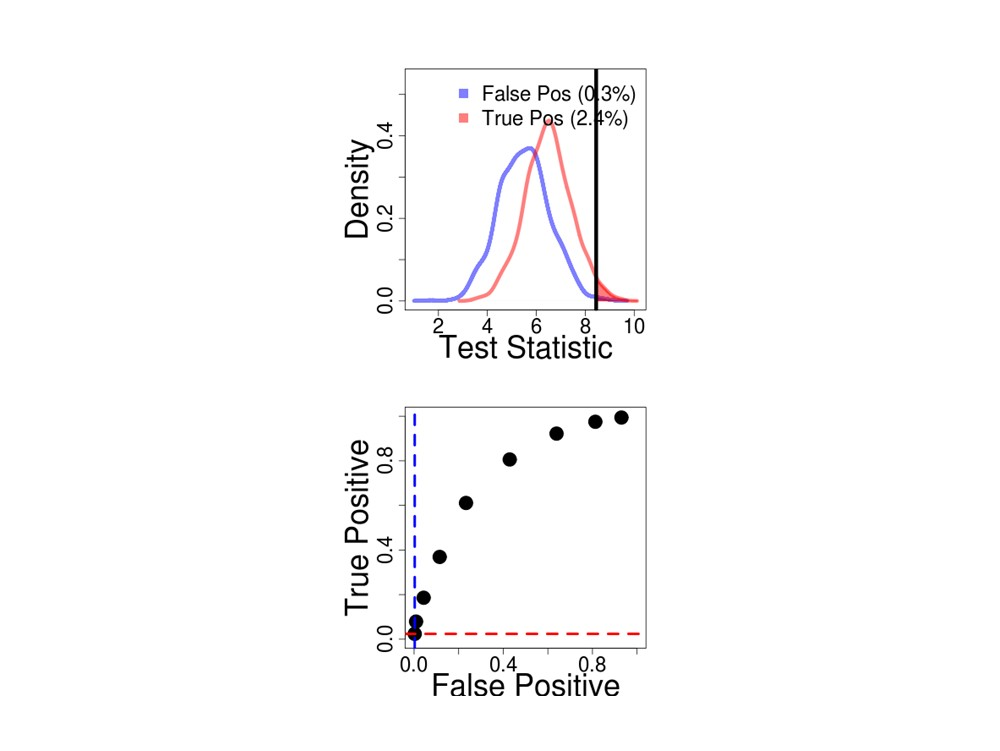 False Pos (0.3%)
True Pos (2.4%)
Density
0.0 0.2 0.4
2 4 6 8 10
Test Statistic
True Positive
0.0 0.4 0.8
0.0 0.4 0.8
False Positive